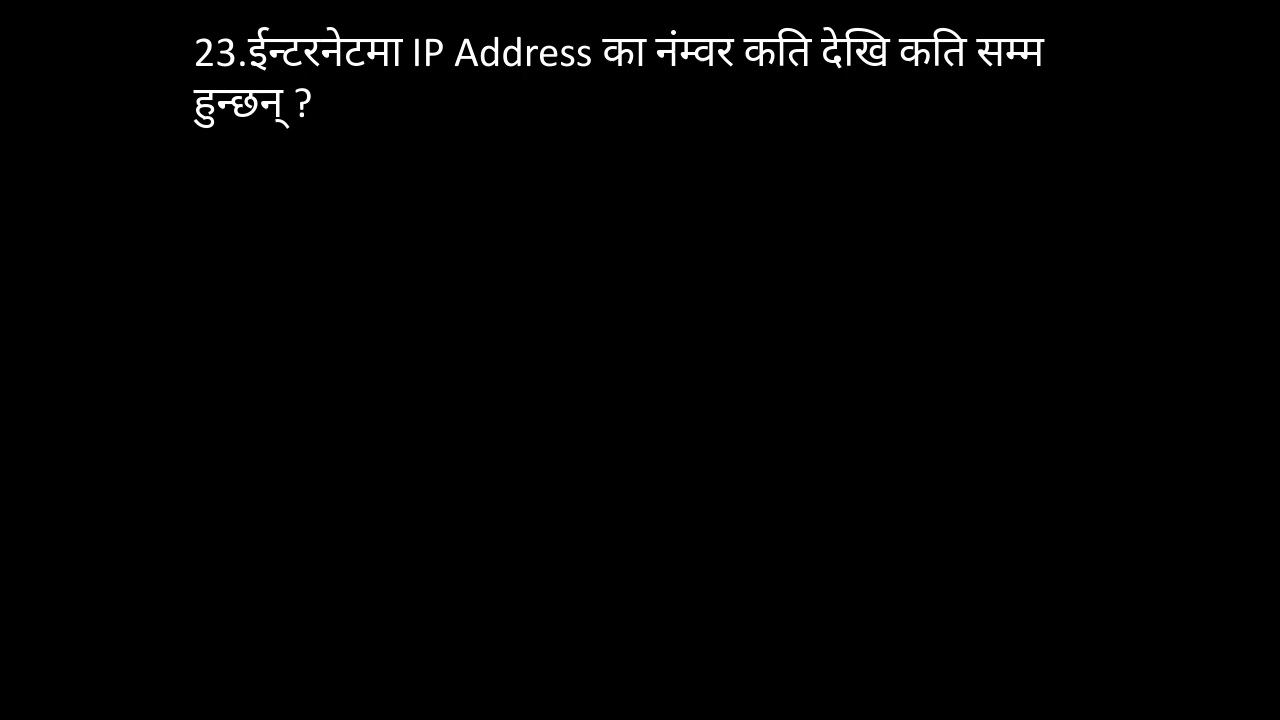 23.ईन्टरनेटमा IP Address का नंम्वर कति देखि कति सम्म
हुन्छन् ?